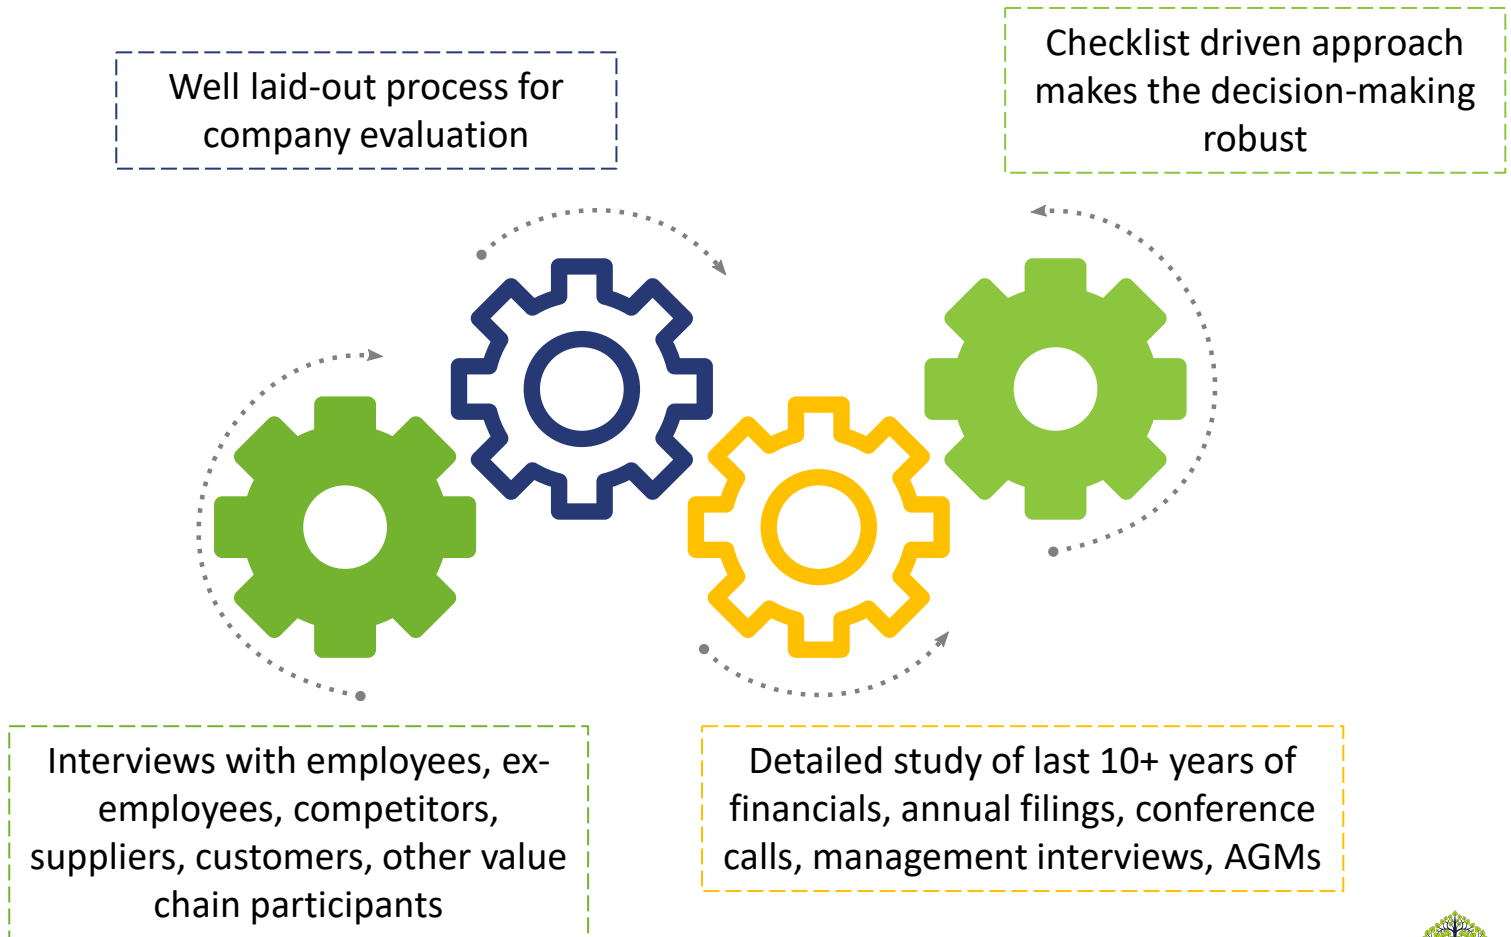 Well laid-out process for
company evaluation
Checklist driven approach
makes the decision-making
robust
Interviews with employees, ex-
employees, competitors,
suppliers, customers, other value
chain participants
Detailed study of last 10+ years of
financials, annual filings, conference
calls, management interviews, AGMs